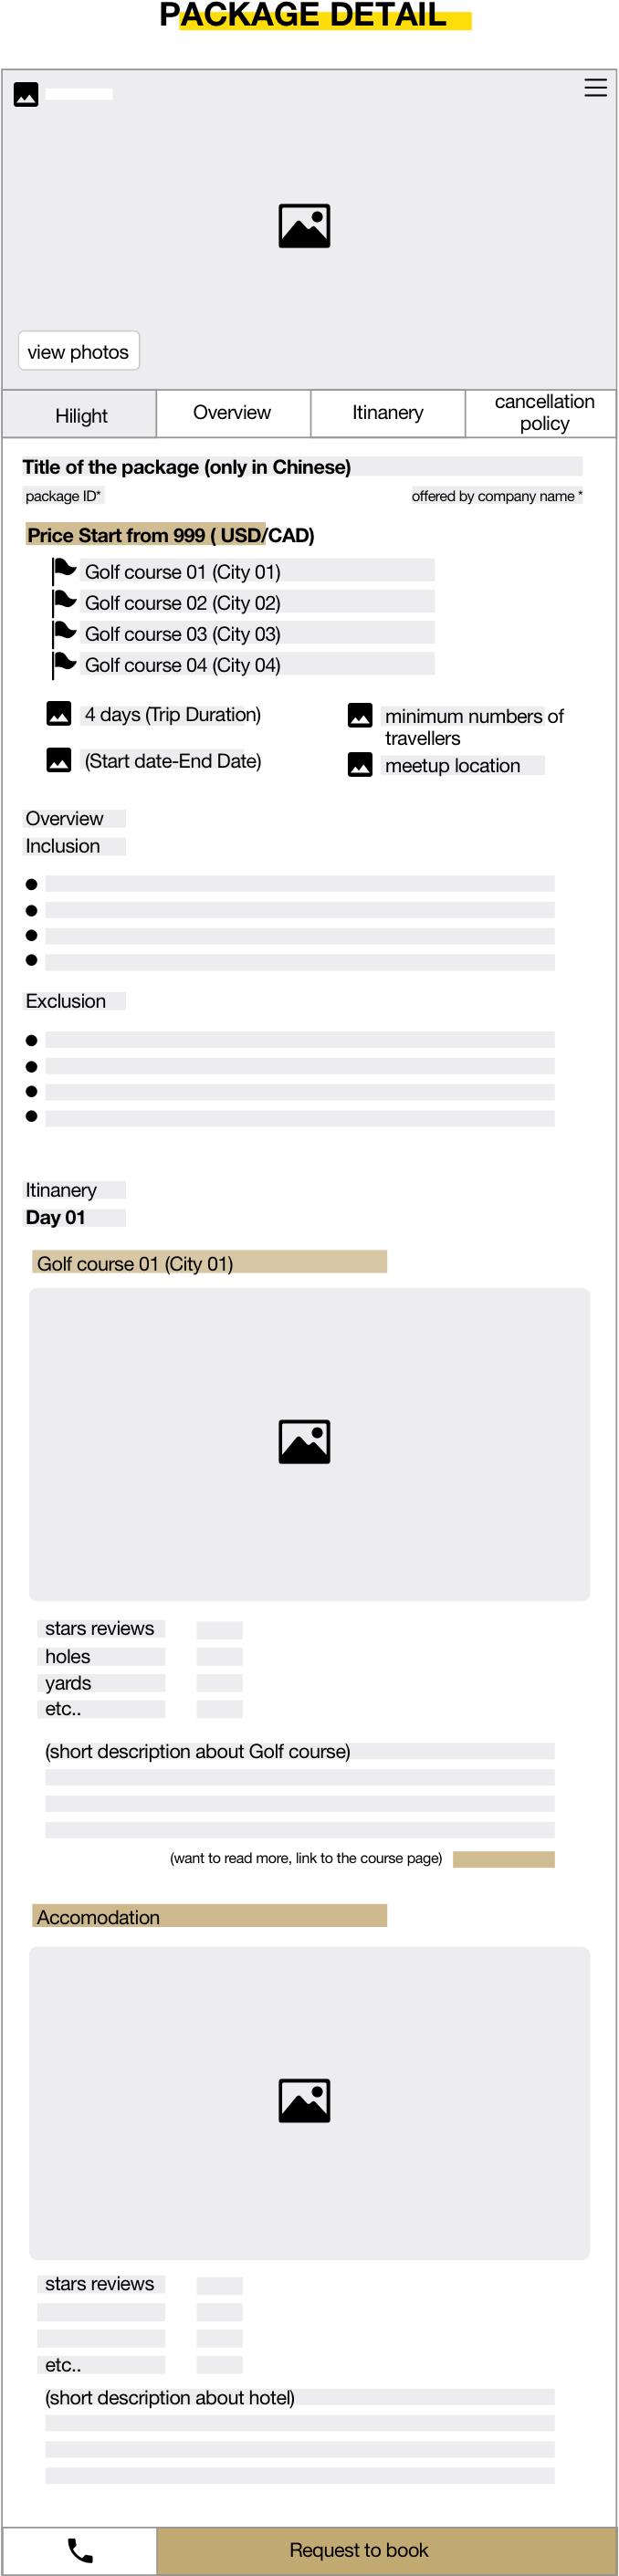 PACKAGE DETAIL
view photos
Hilight
Overview
Itinanery
cancellation
policy
Title of the package (only in Chinese)
package ID*
offered by company name *
Price Start from 999 ( USD/CAD)
Golf course 01 (City 01)
Golf course 02 (City 02)
Golf course 03 (City 03)
Golf course 04 (City 04)
4 days (Trip Duration)
minimum numbers of
travellers
(Start date-End Date)
meetup location
Overview
Inclusion
Exclusion
Itinanery
Day 01
Golf course 01 (City 01)
stars reviews
holes
yards
etc..
(short description about Golf course)
(want to read more, link to the course page)
Accomodation
stars reviews
etc..
(short description about hotel)
Request to book